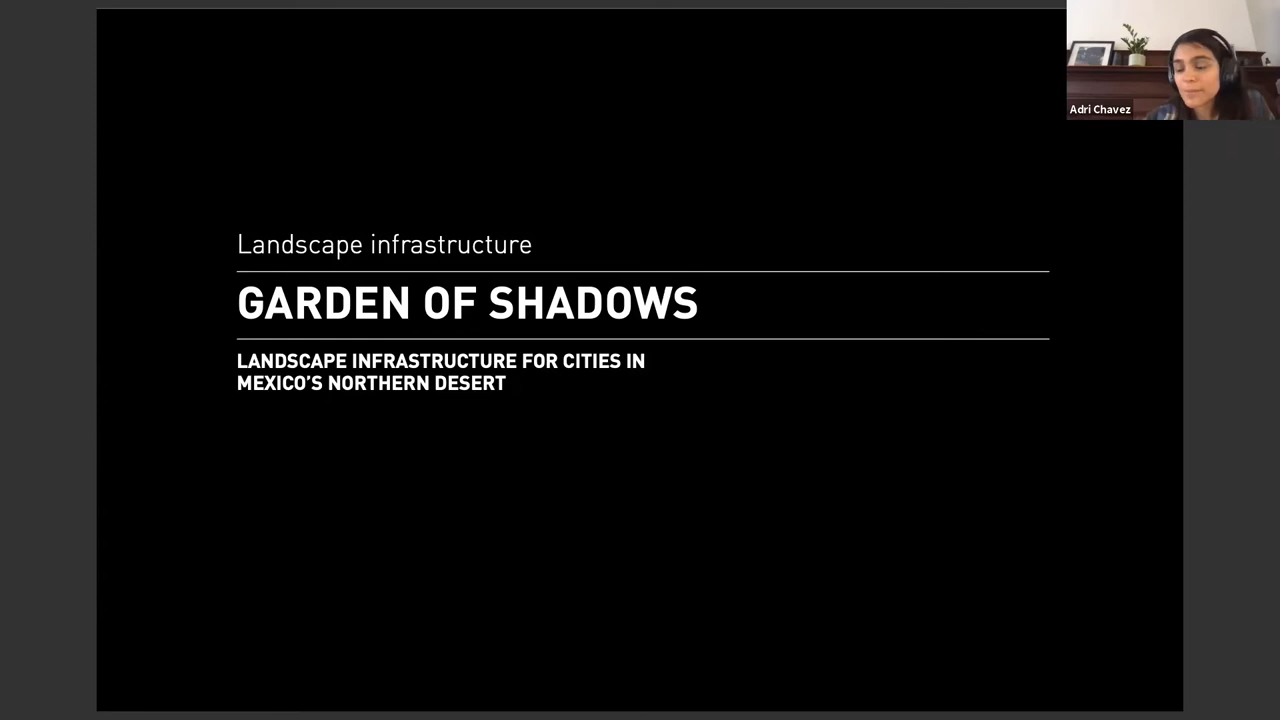 Adri Chavez
Landscape infrastructure
GARDEN OF SHADOWS
LANDSCAPE INFRASTRUCTURE FOR CITIES IN
MEXICO'S NORTHERN DESERT